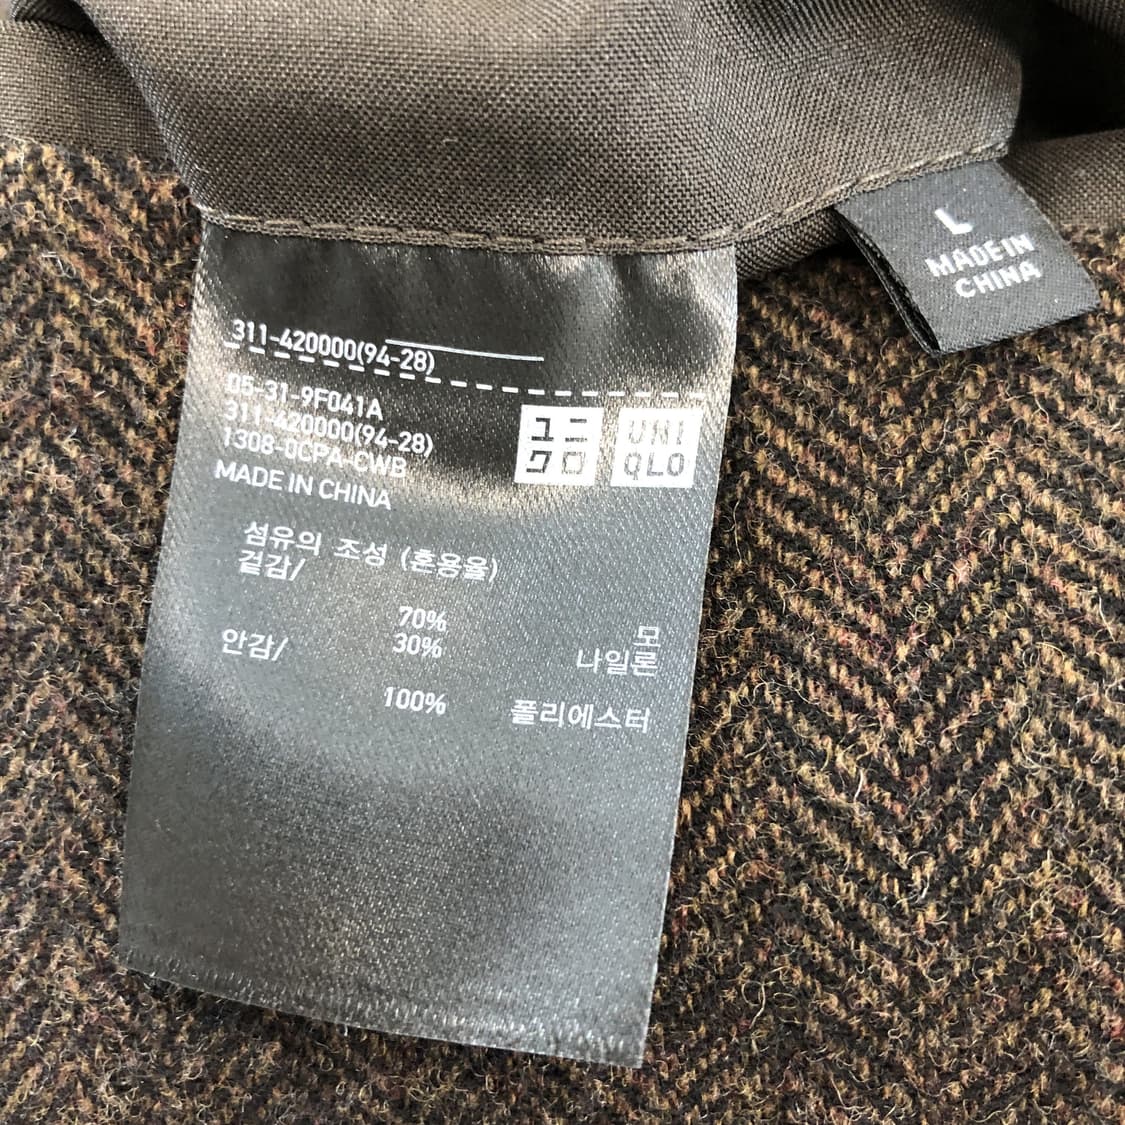 311-420000(94-28)
05-31-9F041A
311-420000(94-28)
1308-0CPA-CWB
MADE IN CHINA
ユニ
クロ
UNI
QLO
섬유의 조성 (혼용율)
겉감/
70% 모
30% 나일론
안감/
100% 폴리에스터
L
MADE IN
CHINA